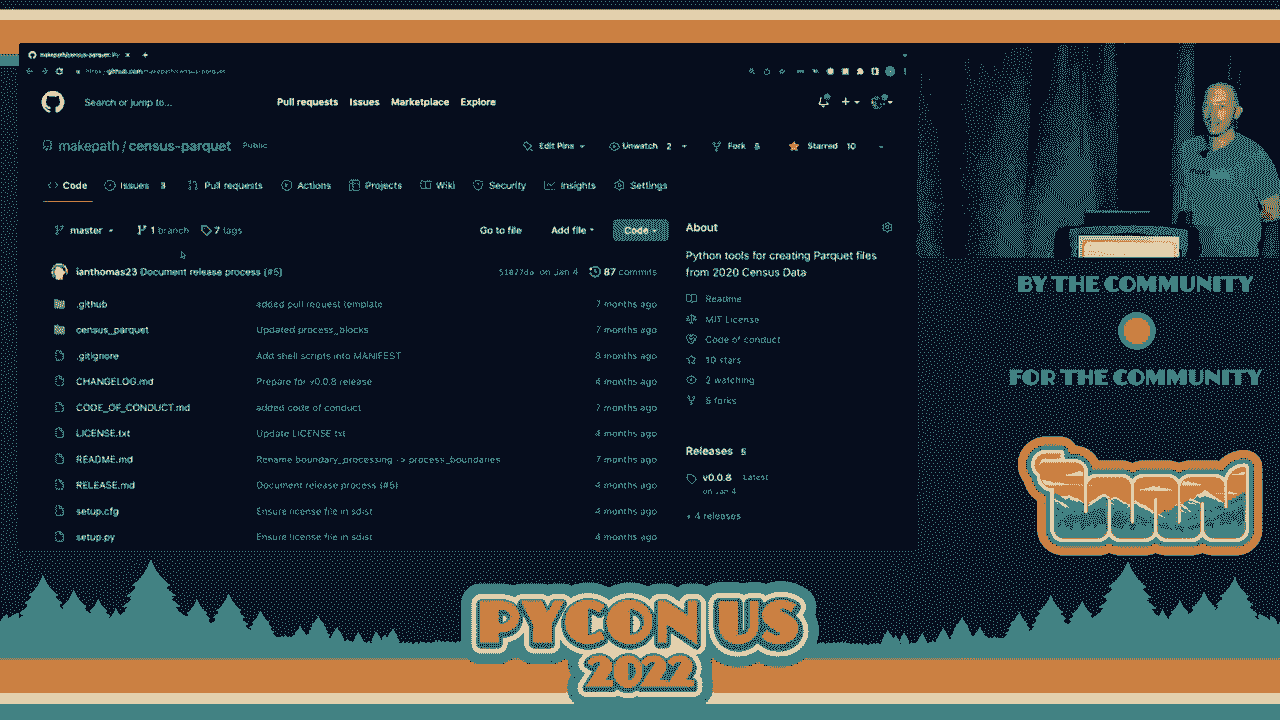 makepath/census-parquet: Py
github.com/makepath/census-parquet
Search or jump to...
Pull requests Issues Marketplace Explore
makepath / census-parquet Public
Edit Pins Unwatch 2 Fork 5 Starred 10
Code Issues 3 Pull requests Actions Projects Wiki Security Insights Settings
master 1 branch 7 tags Go to file Add file Code
ianthomas23 Document release process (#5) on Jan 4 87 commits
.github added pull request template 7 months ago
census_parquet Updated process_blocks 7 months ago
.gitignore Add shell scripts into MANIFEST 8 months ago
CHANGELOG.md Prepare for v0.0.8 release 4 months ago
CODE_OF_CONDUCT.md added code of conduct 7 months ago
LICENSE.txt Update LICENSE.txt 4 months ago
README.md Rename boundary_processing -> process_boundaries 7 months ago
RELEASE.md Document release process (#5) 4 months ago
setup.cfg Ensure license file in sdist 4 months ago
setup.py Ensure license file in sdist 4 months ago
About
Python tools for creating Parquet files
from 2020 Census Data
Readme
MIT License
Code of conduct
10 stars
2 watching
5 forks
Releases 5
v0.0.8 Latest
on Jan 4
+ 4 releases
BY THE COMMUNITY
FOR THE COMMUNITY
PYCON US
2022